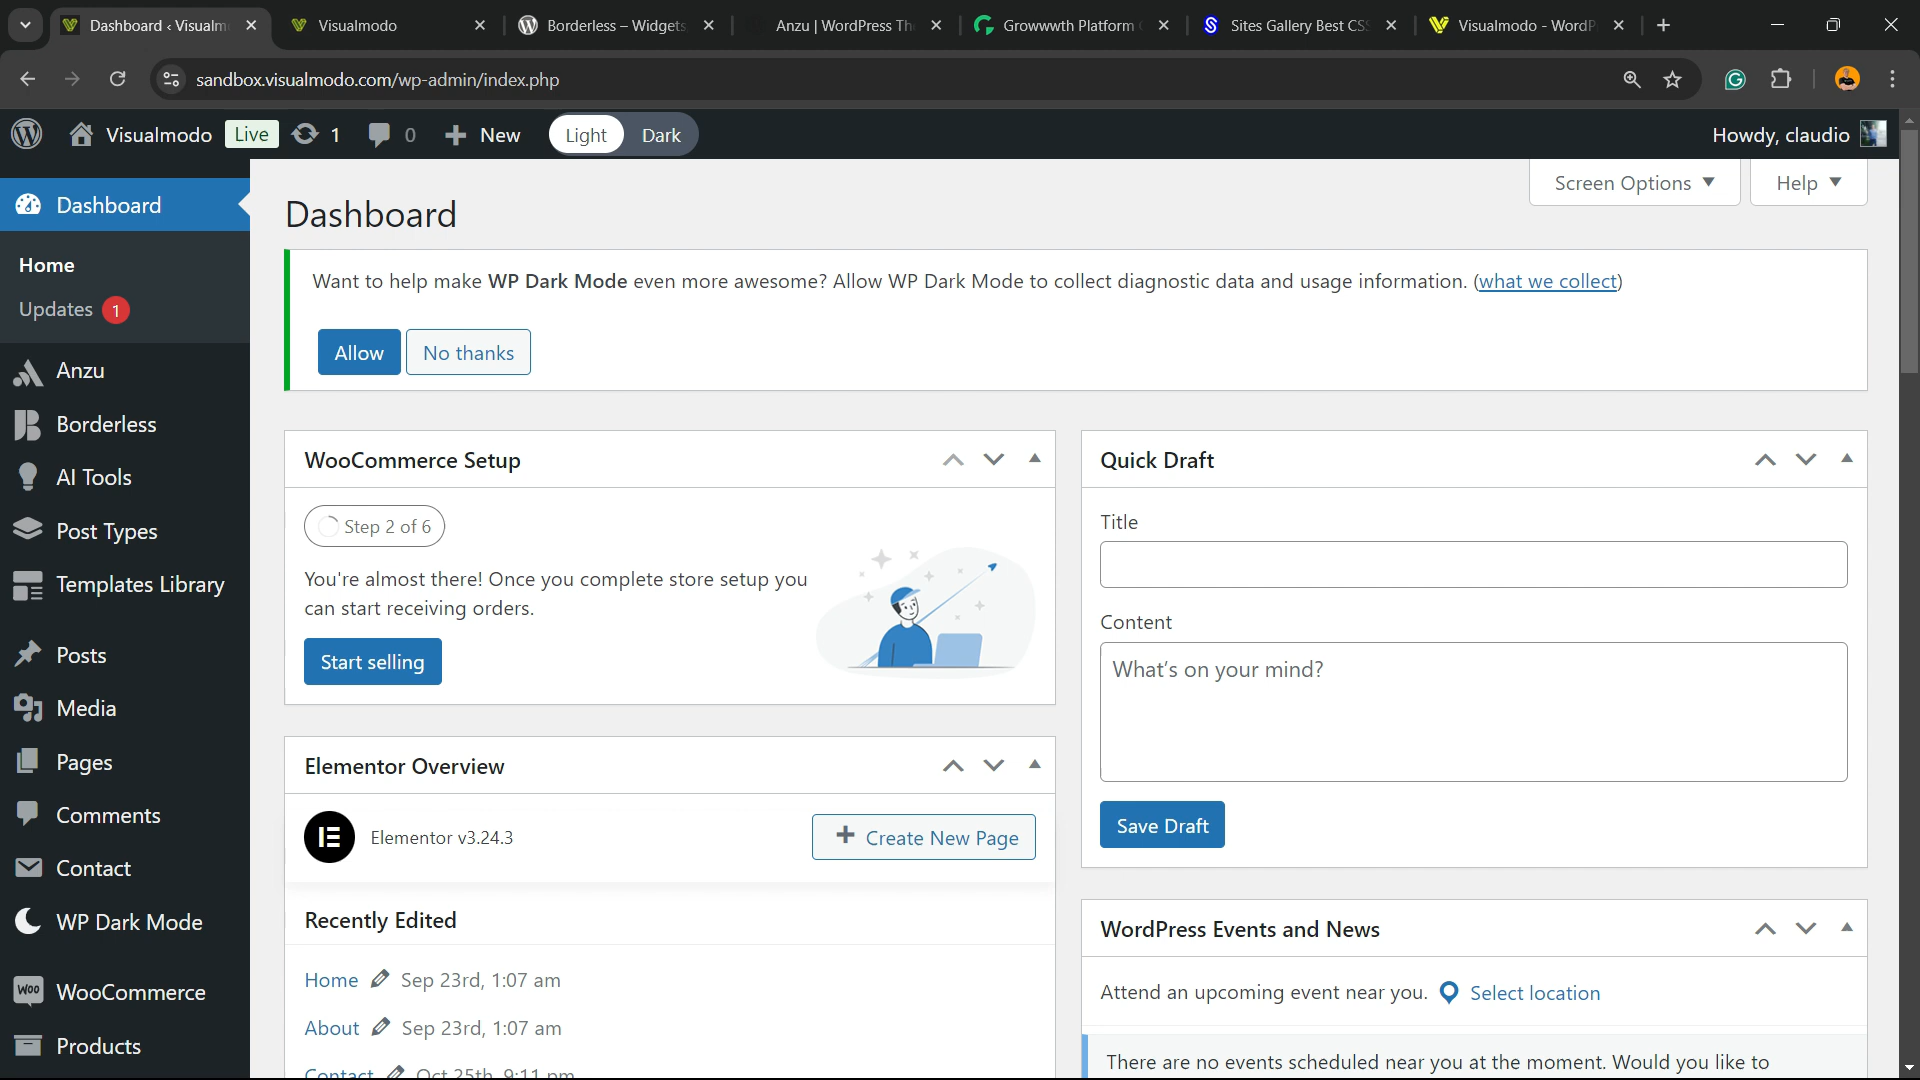 Dashboard ‹ Visualm
Visualmodo
Borderless – Widgets
Anzu | WordPress Th
Growwwth Platform
Sites Gallery Best CSS
Visualmodo - WordP
sandbox.visualmodo.com/wp-admin/index.php
Visualmodo Live 1 0 New Light Dark
Howdy, claudio
Dashboard
Home
Updates 1
Anzu
Borderless
AI Tools
Post Types
Templates Library
Posts
Media
Pages
Comments
Contact
WP Dark Mode
WooCommerce
Products
Screen Options
Help
Dashboard
Want to help make WP Dark Mode even more awesome? Allow WP Dark Mode to collect diagnostic data and usage information. (what we collect)
Allow
No thanks
WooCommerce Setup
Step 2 of 6
You're almost there! Once you complete store setup you
can start receiving orders.
Start selling
Elementor Overview
Elementor v3.24.3
Create New Page
Recently Edited
Home Sep 23rd, 1:07 am
About Sep 23rd, 1:07 am
Contact Oct 25th, 9:11 pm
Quick Draft
Title
Content
What's on your mind?
Save Draft
WordPress Events and News
Attend an upcoming event near you. Select location
There are no events scheduled near you at the moment. Would you like to